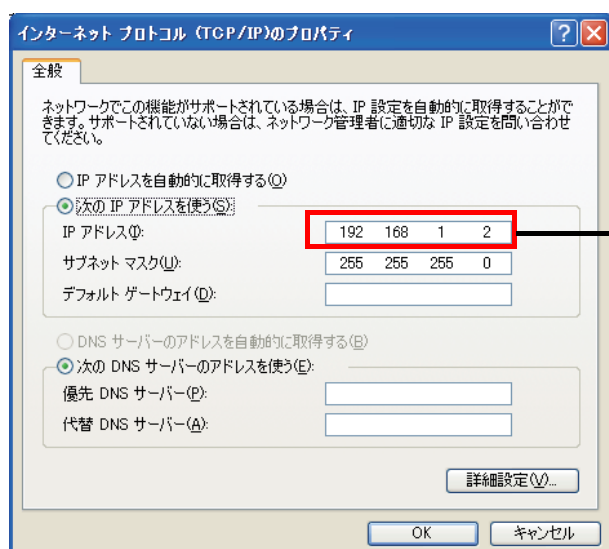 インターネット プロトコル (TCP/IP)のプロパティ
全般
ネットワークでこの機能がサポートされている場合は、IP 設定を自動的に取得することがで
きます。サポートされていない場合は、ネットワーク管理者に適切な IP 設定を問い合わせ
てください。
IP アドレスを自動的に取得する(O)
次の IP アドレスを使う(S):
IP アドレス(I): 192 168 1 2
サブネット マスク(U): 255 255 255 0
デフォルト ゲートウェイ(D):
DNS サーバーのアドレスを自動的に取得する(B)
次の DNS サーバーのアドレスを使う(E):
優先 DNS サーバー(P):
代替 DNS サーバー(A):
詳細設定(V)...
OK キャンセル